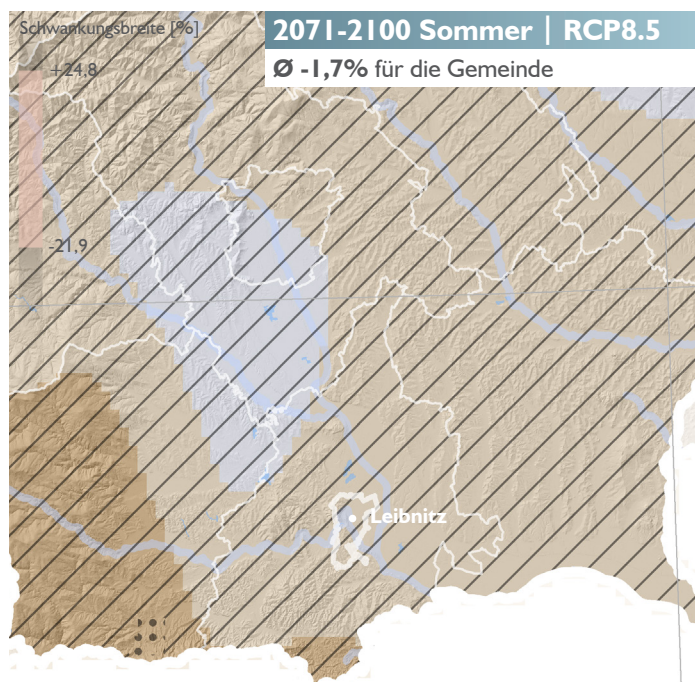 Schwankungsbreite [%]
2071-2100 Sommer | RCP8.5
+24,8
Ø -1,7% für die Gemeinde
-21,9
Leibnitz